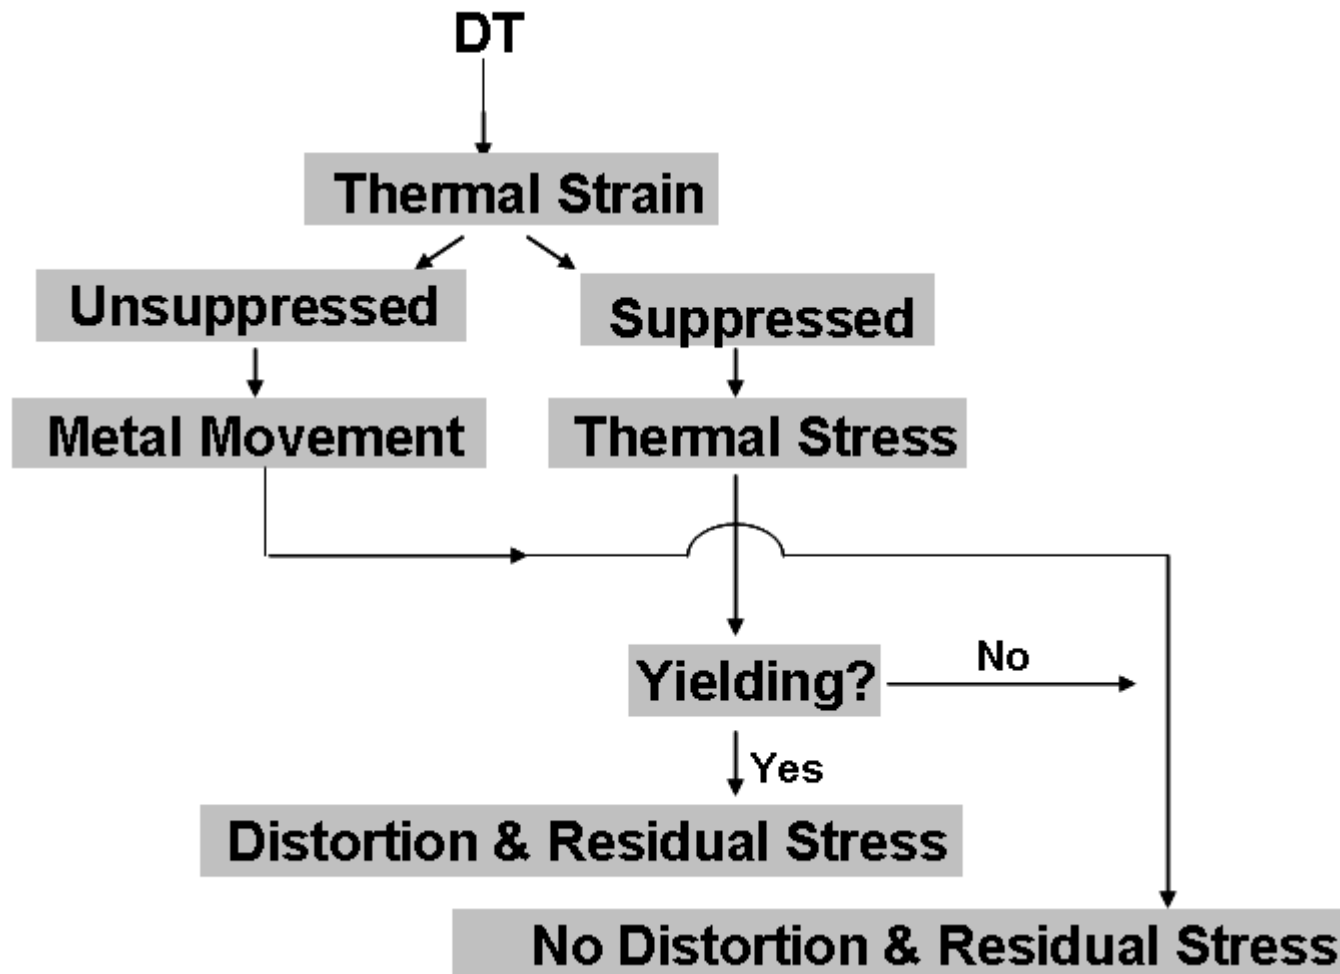 DT
Thermal Strain
Unsuppressed
Suppressed
Metal Movement
Thermal Stress
Yielding?
No
Yes
Distortion & Residual Stress
No Distortion & Residual Stress